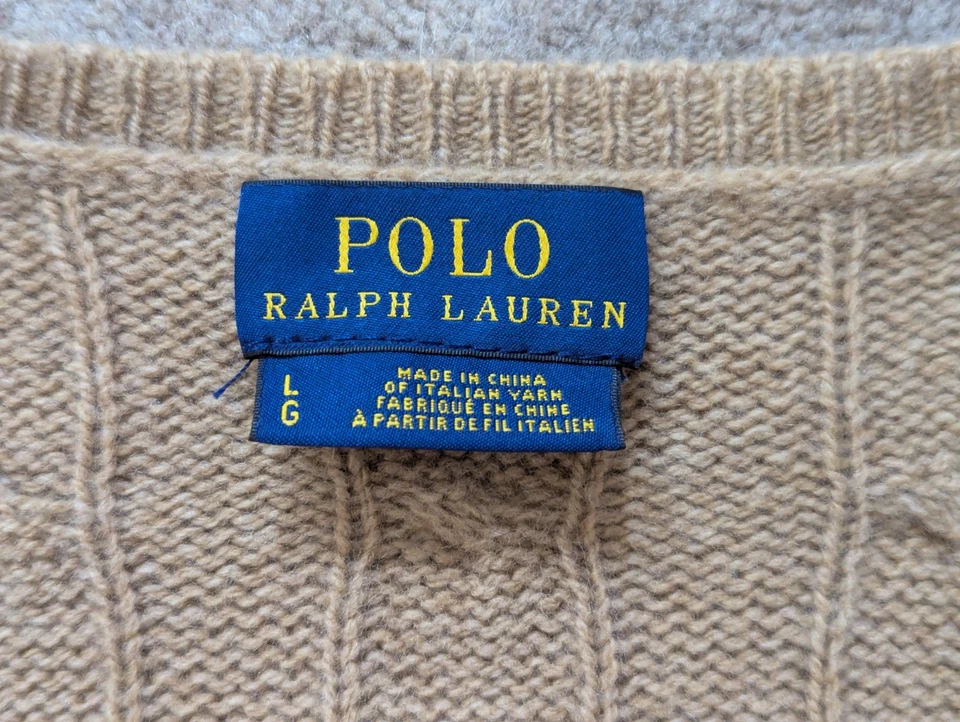 POLO
RALPH LAUREN
L
G
MADE IN CHINA
OF ITALIAN YARN
FABRIQUÉ EN CHINE
À PARTIR DE FIL ITALIEN